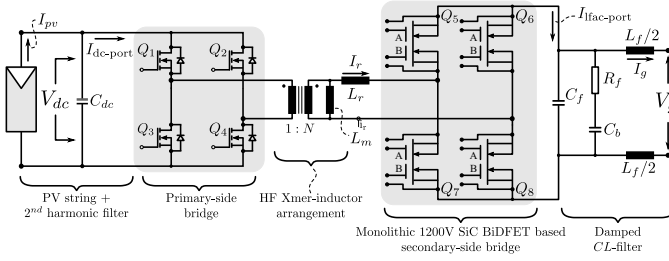 I_pv
I_dc-port
V_dc
C_dc
Q_1
Q_2
Q_3
Q_4
1 : N
I_r
L_r
L_m
i_r
Q_5
Q_6
A
B
A
B
A
B
A
B
Q_7
Q_8
I_lfac-port
L_f/2
I_g
R_f
C_f
C_b
L_f/2
PV string +
2^nd harmonic filter
Primary-side
bridge
HF Xmer-inductor
arrangement
Monolithic 1200V SiC BiDFET based
secondary-side bridge
Damped
CL-filter